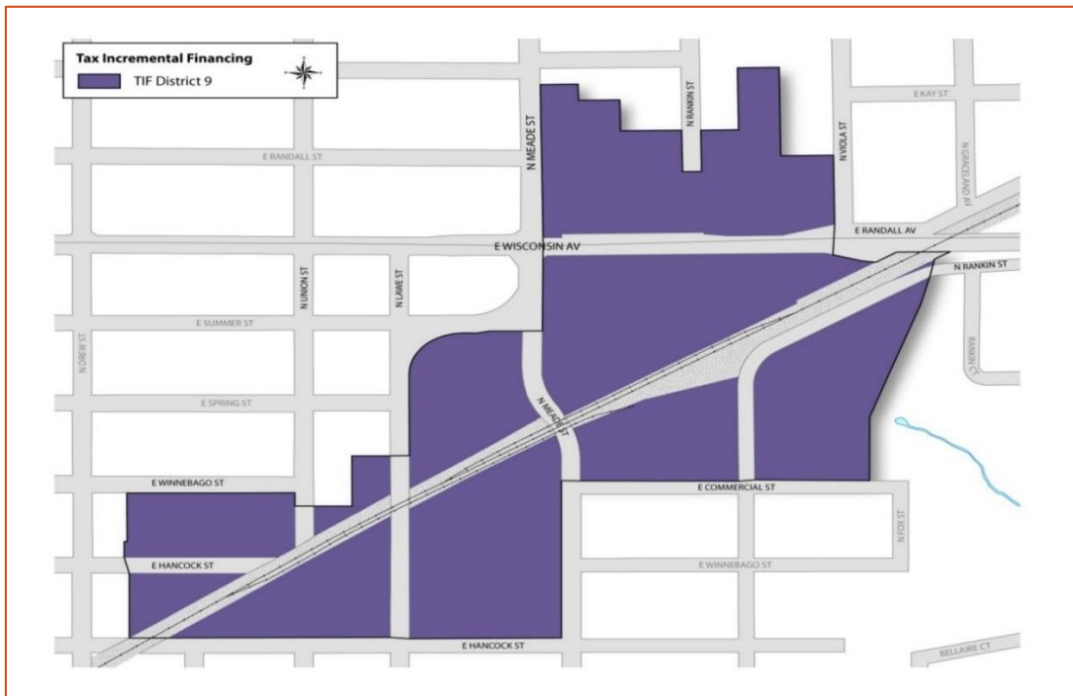 Tax Incremental Financing
TIF District 9
E RANDALL ST
N MEADE ST
N RANKIN ST
N VIOLA ST
E KAY ST
N GRACELAND AV
E WISCONSIN AV
E RANDALL AV
N RANKIN ST
N UNION ST
N LAWE ST
E SUMMER ST
N DREW ST
RANKIN CT
E SPRING ST
N MEADE ST
E WINNEBAGO ST
E COMMERCIAL ST
N FOX ST
E HANCOCK ST
E WINNEBAGO ST
E HANCOCK ST
BELLAIRE CT